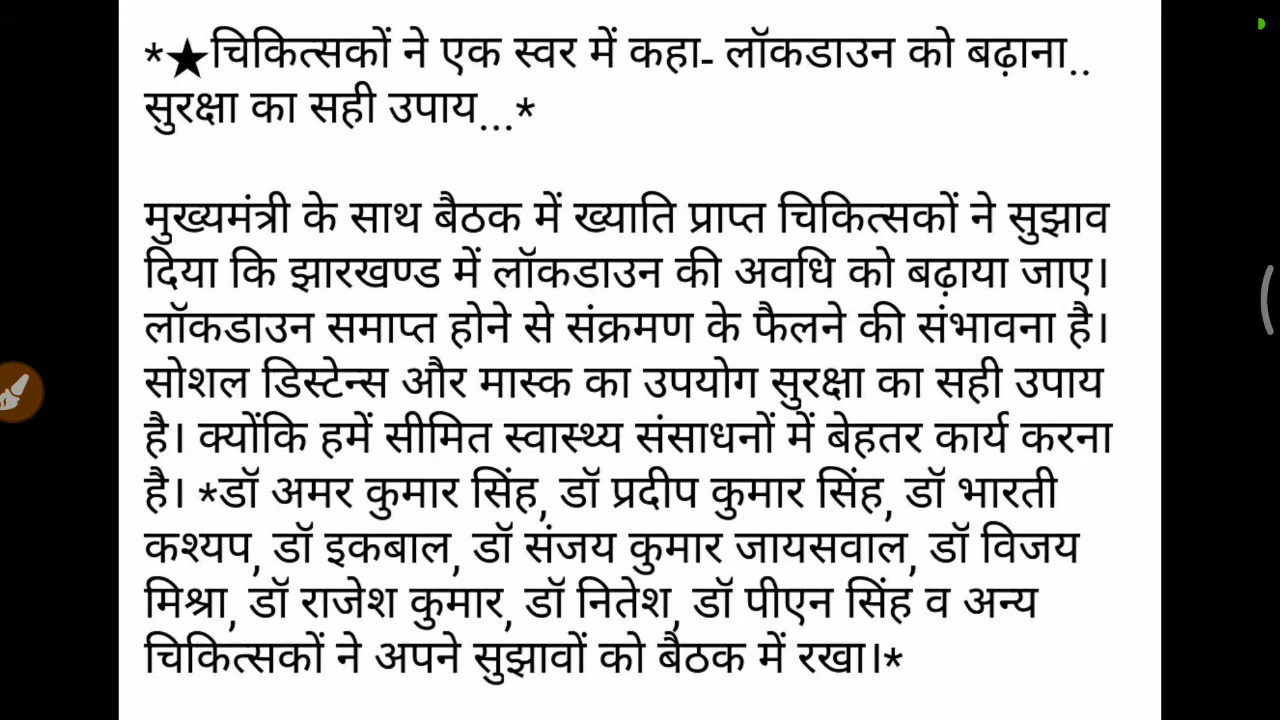 *★चिकित्सकों ने एक स्वर में कहा- लॉकडाउन को बढ़ाना..
सुरक्षा का सही उपाय...*
मुख्यमंत्री के साथ बैठक में ख्याति प्राप्त चिकित्सकों ने सुझाव
दिया कि झारखण्ड में लॉकडाउन की अवधि को बढ़ाया जाए।
लॉकडाउन समाप्त होने से संक्रमण के फैलने की संभावना है।
सोशल डिस्टेन्स और मास्क का उपयोग सुरक्षा का सही उपाय
है। क्योंकि हमें सीमित स्वास्थ्य संसाधनों में बेहतर कार्य करना
है। *डॉ अमर कुमार सिंह, डॉ प्रदीप कुमार सिंह, डॉ भारती
कश्यप, डॉ इकबाल, डॉ संजय कुमार जायसवाल, डॉ विजय
मिश्रा, डॉ राजेश कुमार, डॉ नितेश, डॉ पीएन सिंह व अन्य
चिकित्सकों ने अपने सुझावों को बैठक में रखा।*